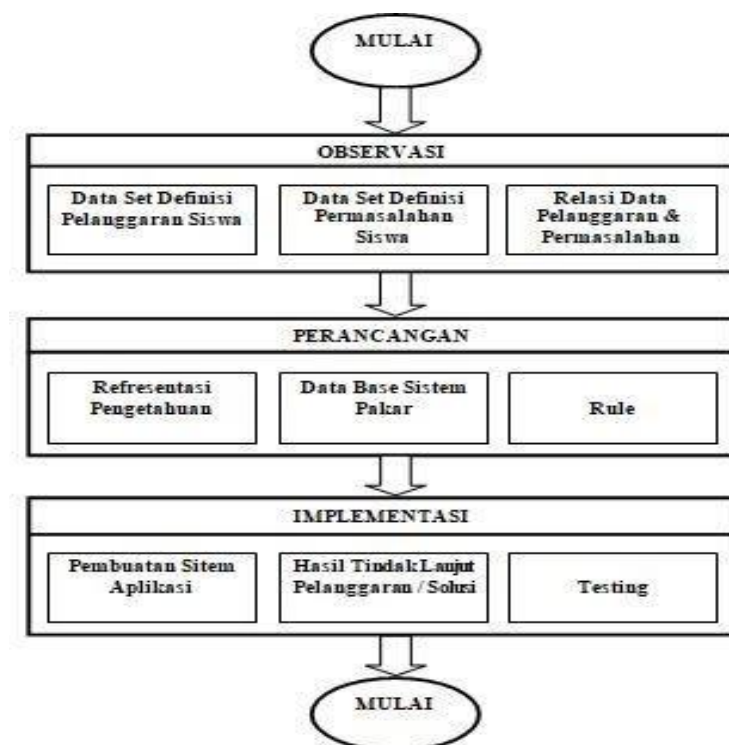 MULAI
OBSERVASI
Data Set Definisi
Pelanggaran Siswa
Data Set Definisi
Permasalahan
Siswa
Relasi Data
Pelanggaran &
Permasalahan
PERANCANGAN
Refresentasi
Pengetahuan
Data Base Sistem
Pakar
Rule
IMPLEMENTASI
Pembuatan Sitem
Aplikasi
Hasil Tindak Lanjut
Pelanggaran / Solusi
Testing
MULAI